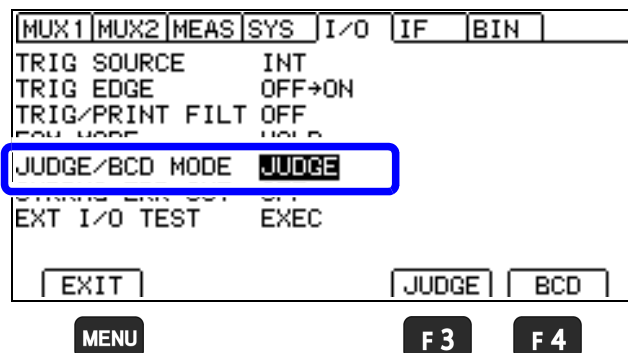 MUX1 MUX2 MEAS SYS I/O IF BIN
TRIG SOURCE INT
TRIG EDGE OFF→ON
TRIG/PRINT FILT OFF
JUDGE/BCD MODE JUDGE
EXT I/O TEST EXEC
EXIT JUDGE BCD
MENU F3 F4